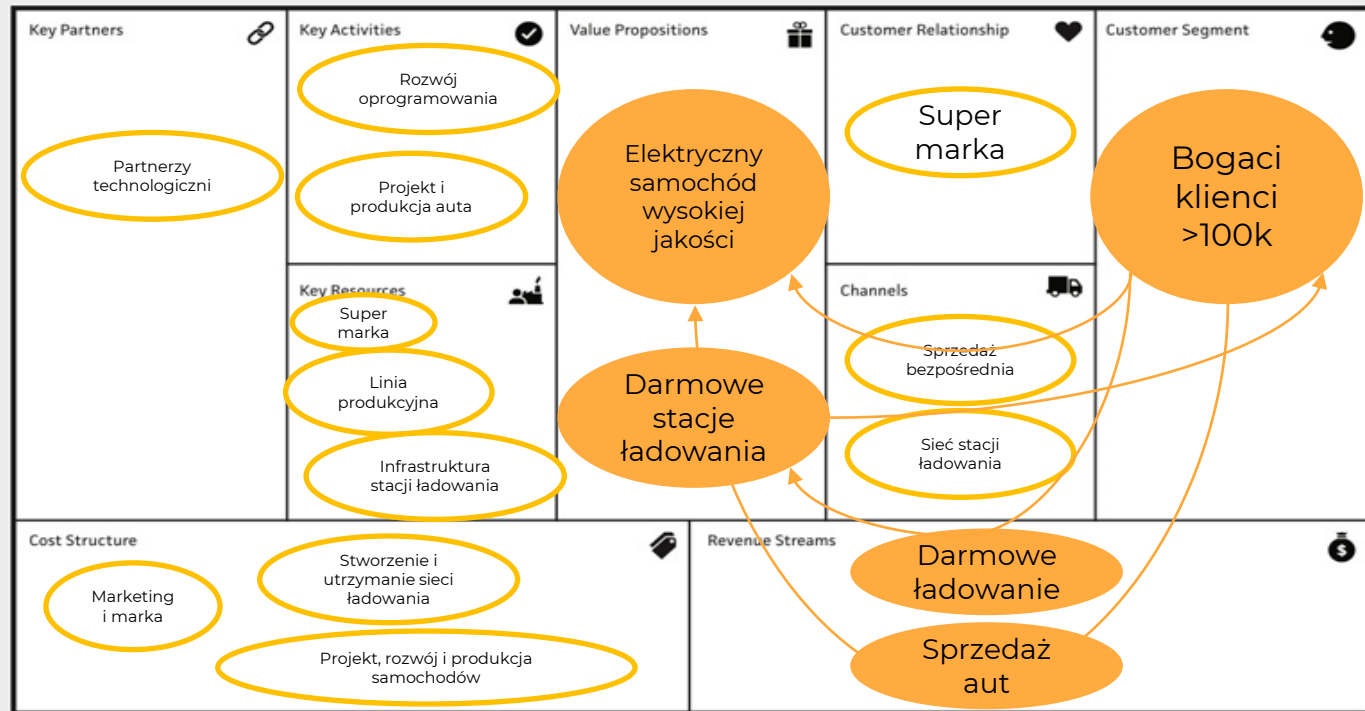 Key Partners
Partnerzy
technologiczni
Key Activities
Rozwój
oprogramowania
Projekt i
produkcja auta
Key Resources
Super
marka
Linia
produkcyjna
Infrastruktura
stacji ładowania
Value Propositions
Elektryczny
samochód
wysokiej
jakości
Darmowe
stacje
ładowania
Customer Relationship
Super
marka
Channels
Sprzedaż
bezpośrednia
Sieć stacji
ładowania
Customer Segment
Bogaci
klienci
>100k
Cost Structure
Marketing
i marka
Stworzenie i
utrzymanie sieci
ładowania
Projekt, rozwój i produkcja
samochodów
Revenue Streams
Darmowe
ładowanie
Sprzedaż
aut